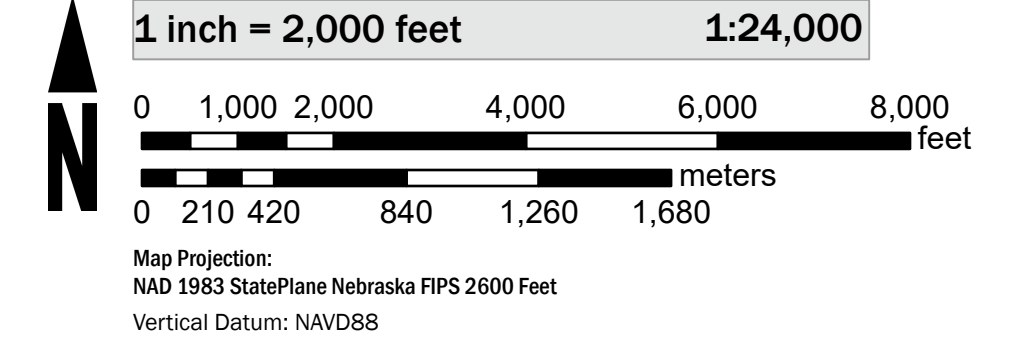 1 inch = 2,000 feet 1:24,000
N
0 1,000 2,000 4,000 6,000 8,000
feet
meters
0 210 420 840 1,260 1,680
Map Projection:
NAD 1983 StatePlane Nebraska FIPS 2600 Feet
Vertical Datum: NAVD88